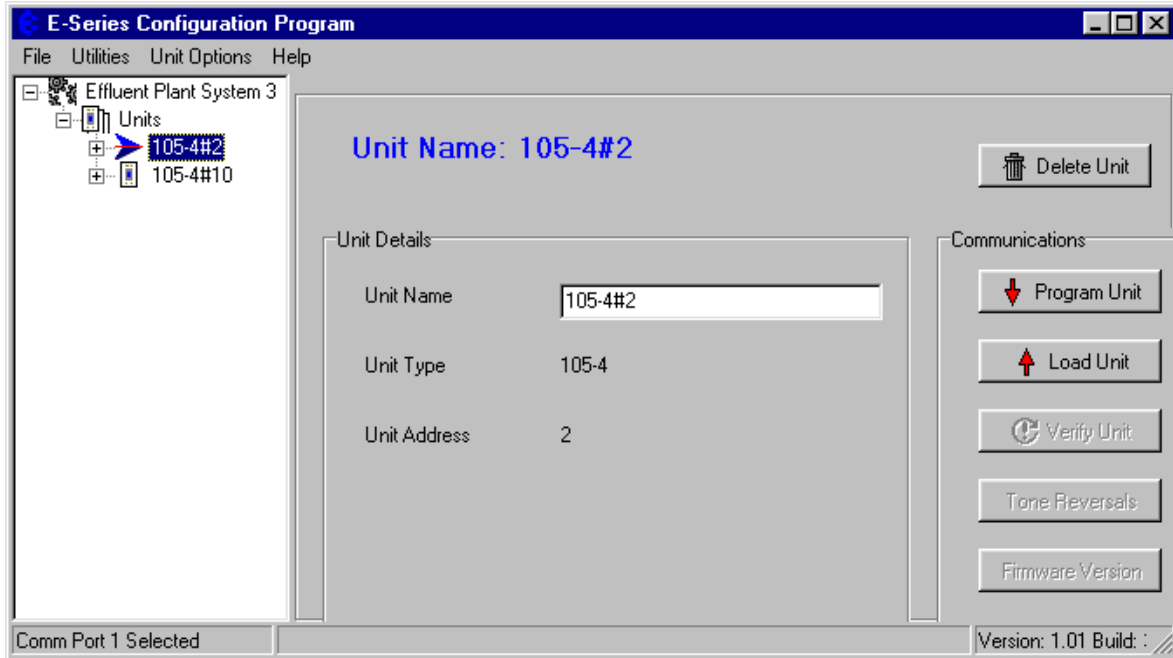 E-Series Configuration Program
File Utilities Unit Options Help
Effluent Plant System 3
Units
105-4#2
105-4#10
Unit Name: 105-4#2
Delete Unit
Unit Details
Unit Name 105-4#2
Unit Type 105-4
Unit Address 2
Communications
Program Unit
Load Unit
Verify Unit
Tone Reversals
Firmware Version
Comm Port 1 Selected
Version: 1.01 Build: